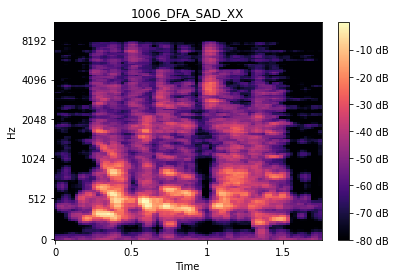 1006_DFA_SAD_XX
8192
4096
2048
1024
512
0
Hz
0
0.5
1
1.5
Time
-10 dB
-20 dB
-30 dB
-40 dB
-50 dB
-60 dB
-70 dB
-80 dB